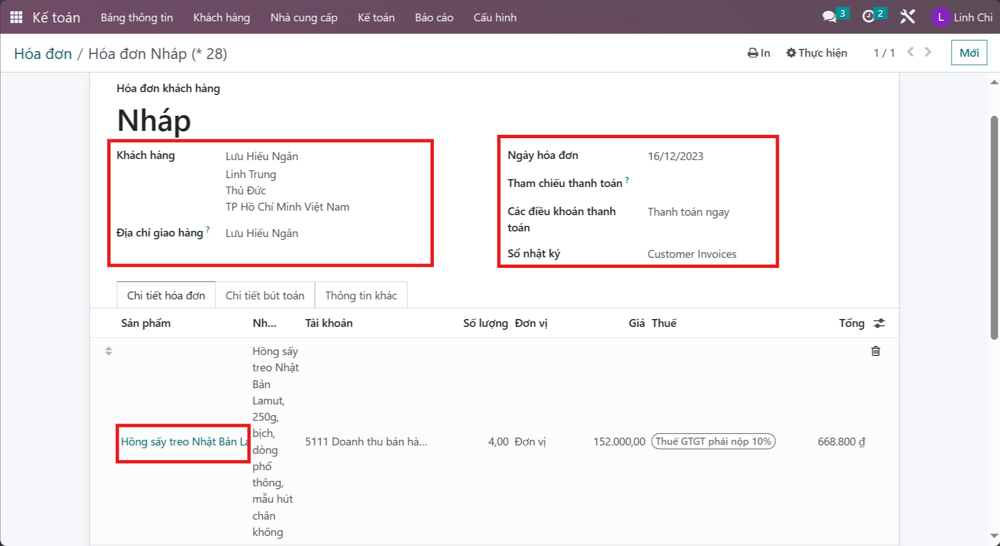 Kế toán Bảng thông tin Khách hàng Nhà cung cấp Kế toán Báo cáo Cấu hình 3 2 L Linh Chi
Hóa đơn / Hóa đơn Nháp (* 28) In Thực hiện 1 / 1 Mới
Hóa đơn khách hàng
Nháp
Khách hàng Lưu Hiếu Ngân
Linh Trung
Thủ Đức
TP Hồ Chí Minh Việt Nam
Địa chỉ giao hàng ? Lưu Hiếu Ngân
Ngày hóa đơn 16/12/2023
Tham chiếu thanh toán ?
Các điều khoản thanh toán Thanh toán ngay
Sổ nhật ký Customer Invoices
Chi tiết hóa đơn Chi tiết bút toán Thông tin khác
Sản phẩm Nh... Tài khoản Số lượng Đơn vị Giá Thuế Tổng
Hồng sấy
treo Nhật
Bản
Lamut,
250g,
bịch,
Hồng sấy treo Nhật Bản La 5111 Doanh thu bán hà... 4,00 Đơn vị 152.000,00 Thuế GTGT phải nộp 10% 668.800 ₫
dòng
phổ
thông,
mẫu hút
chân
không